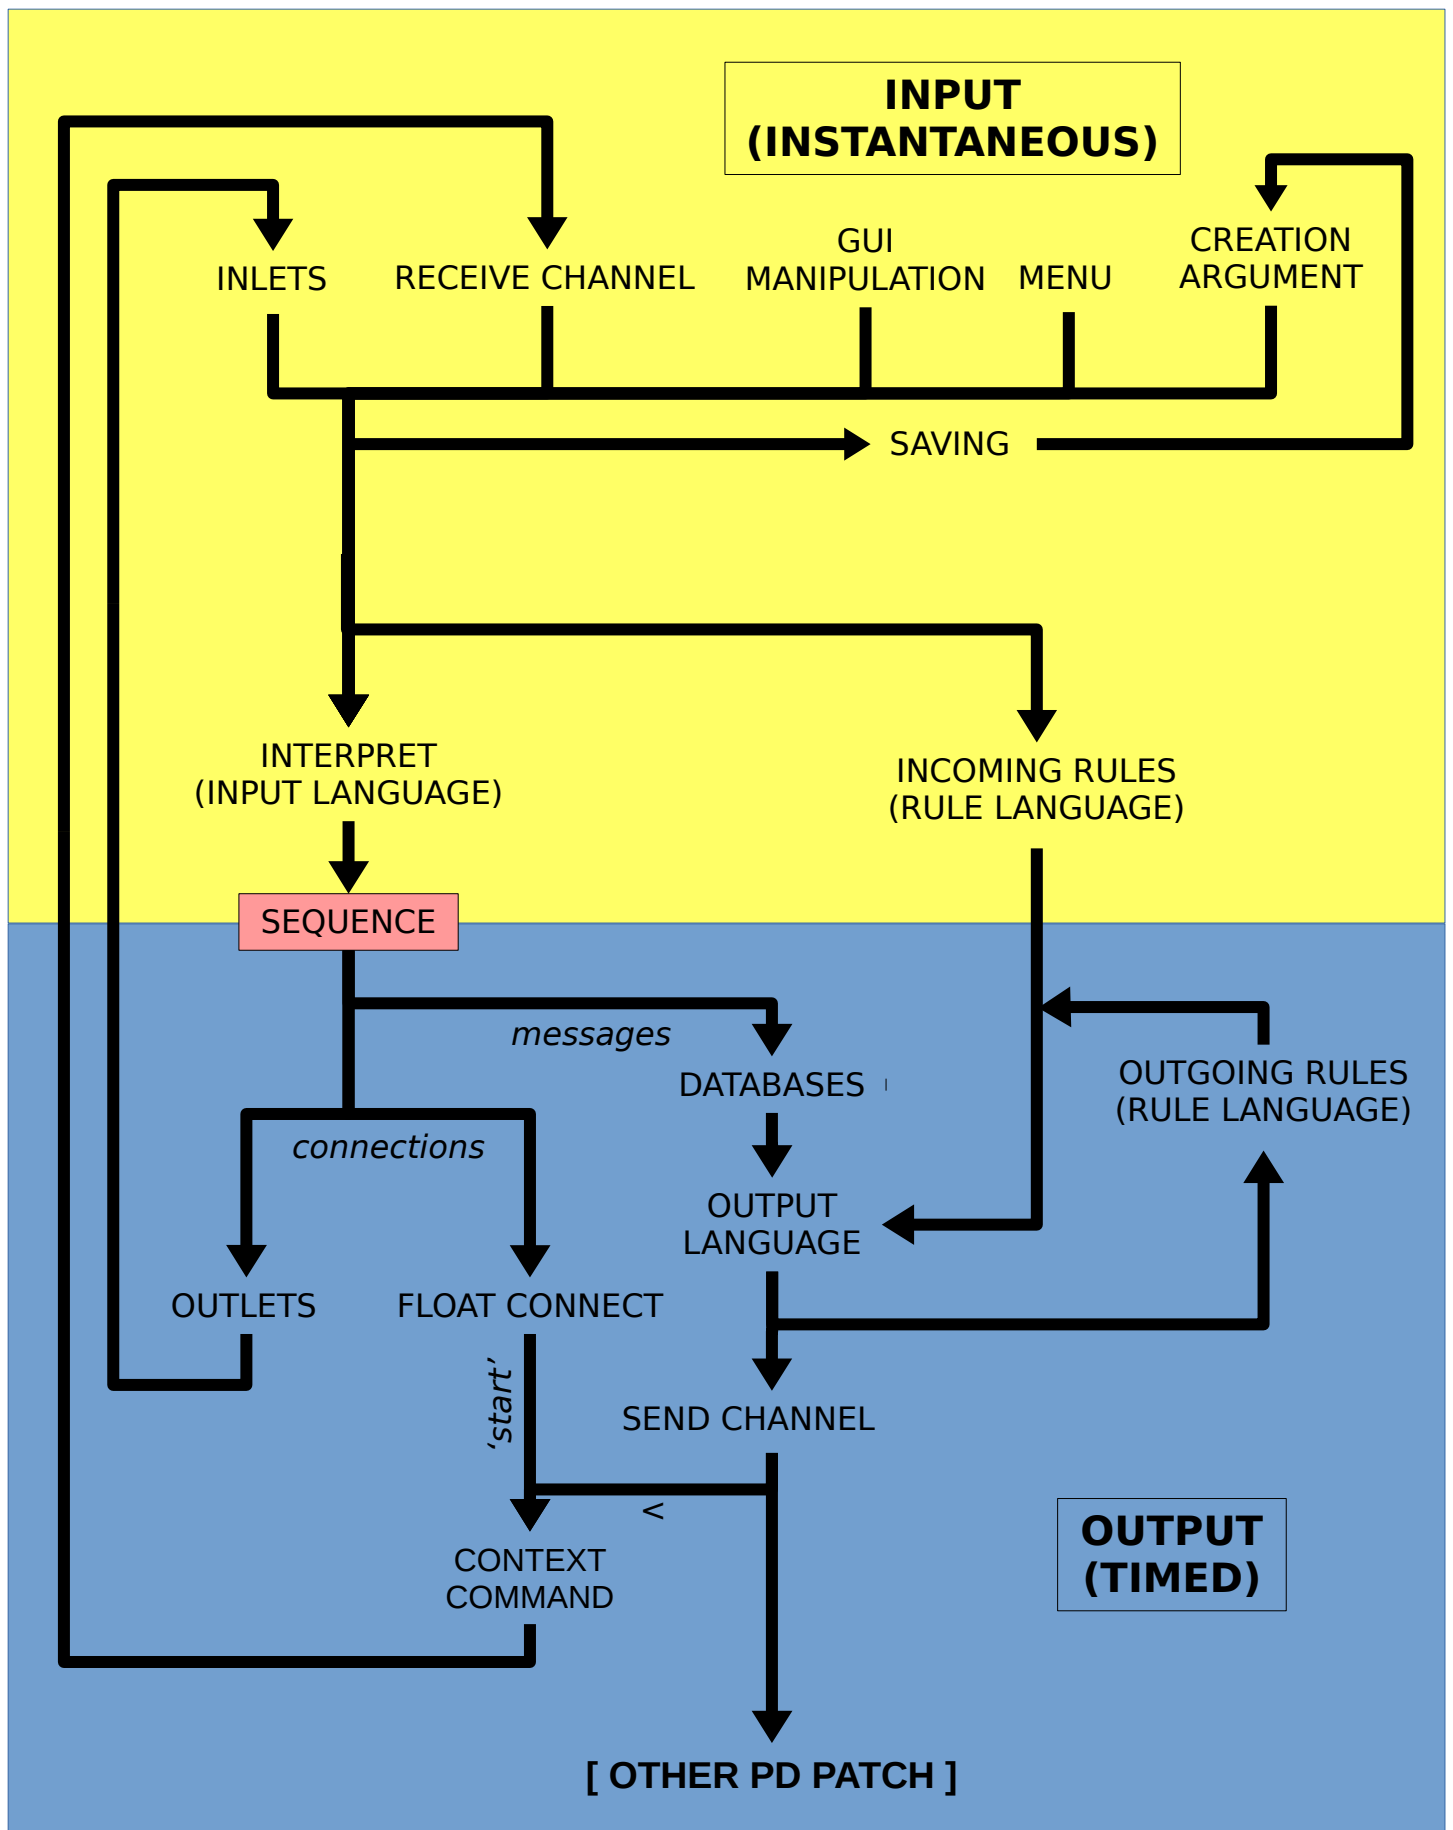 INPUT
(INSTANTANEOUS)
INLETS
RECEIVE CHANNEL
GUI
MANIPULATION
MENU
CREATION
ARGUMENT
SAVING
INTERPRET
(INPUT LANGUAGE)
INCOMING RULES
(RULE LANGUAGE)
SEQUENCE
messages
DATABASES
OUTGOING RULES
(RULE LANGUAGE)
connections
OUTPUT
LANGUAGE
OUTLETS
FLOAT CONNECT
‘start’
SEND CHANNEL
<
CONTEXT
COMMAND
OUTPUT
(TIMED)
[ OTHER PD PATCH ]